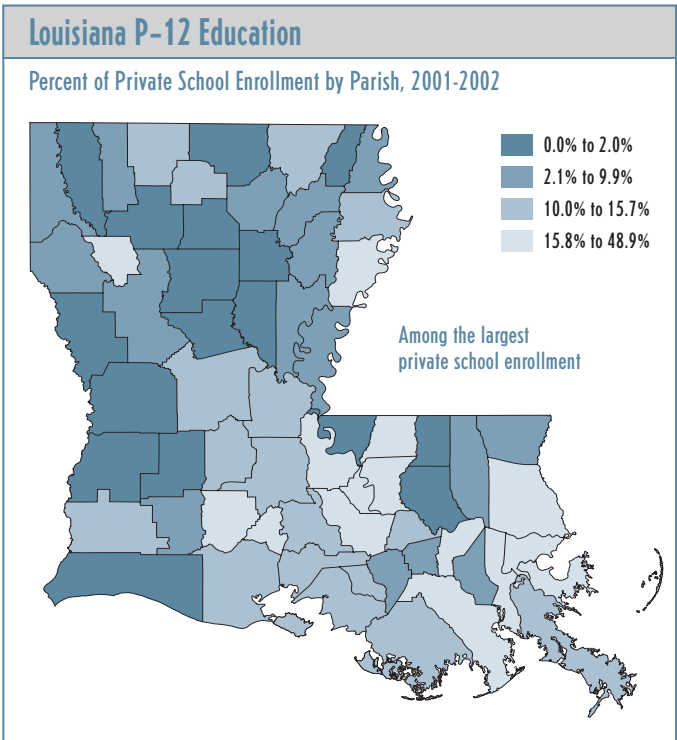 Louisiana P–12 Education
Percent of Private School Enrollment by Parish, 2001-2002
0.0% to 2.0%
2.1% to 9.9%
10.0% to 15.7%
15.8% to 48.9%
Among the largest
private school enrollment